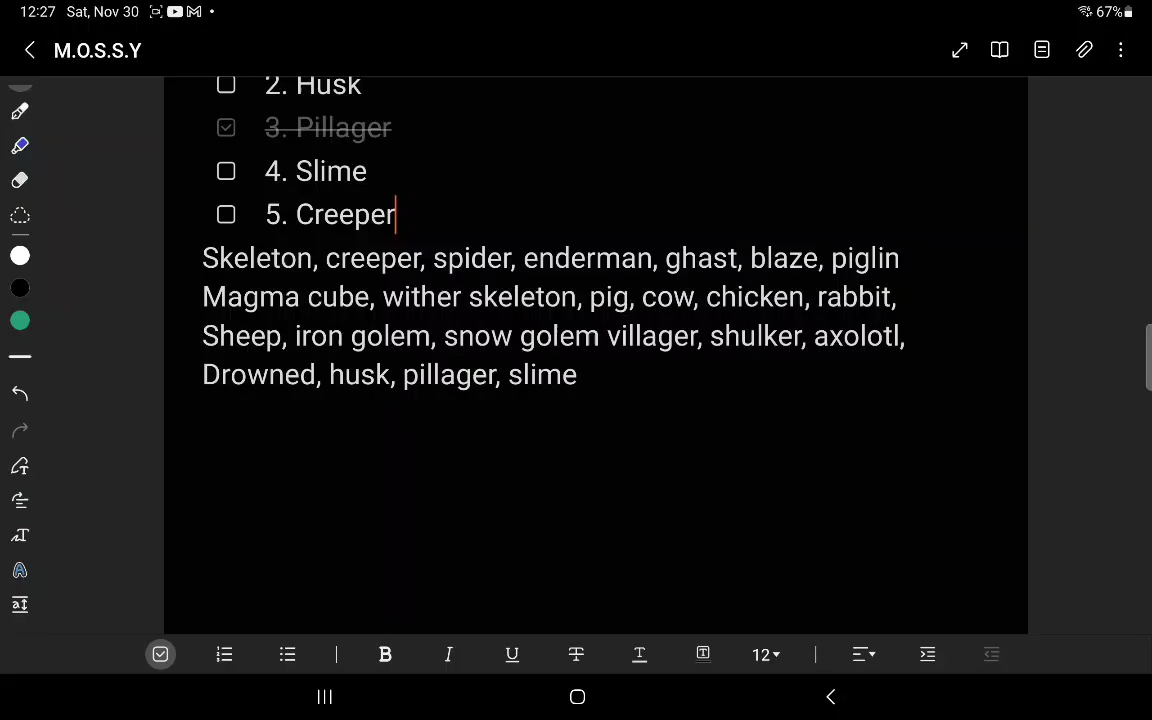 12:27 Sat, Nov 30 67%
M.O.S.S.Y
2. Husk
3. Pillager
4. Slime
5. Creeper
Skeleton, creeper, spider, enderman, ghast, blaze, piglin
Magma cube, wither skeleton, pig, cow, chicken, rabbit,
Sheep, iron golem, snow golem villager, shulker, axolotl,
Drowned, husk, pillager, slime
B I U T T T 12